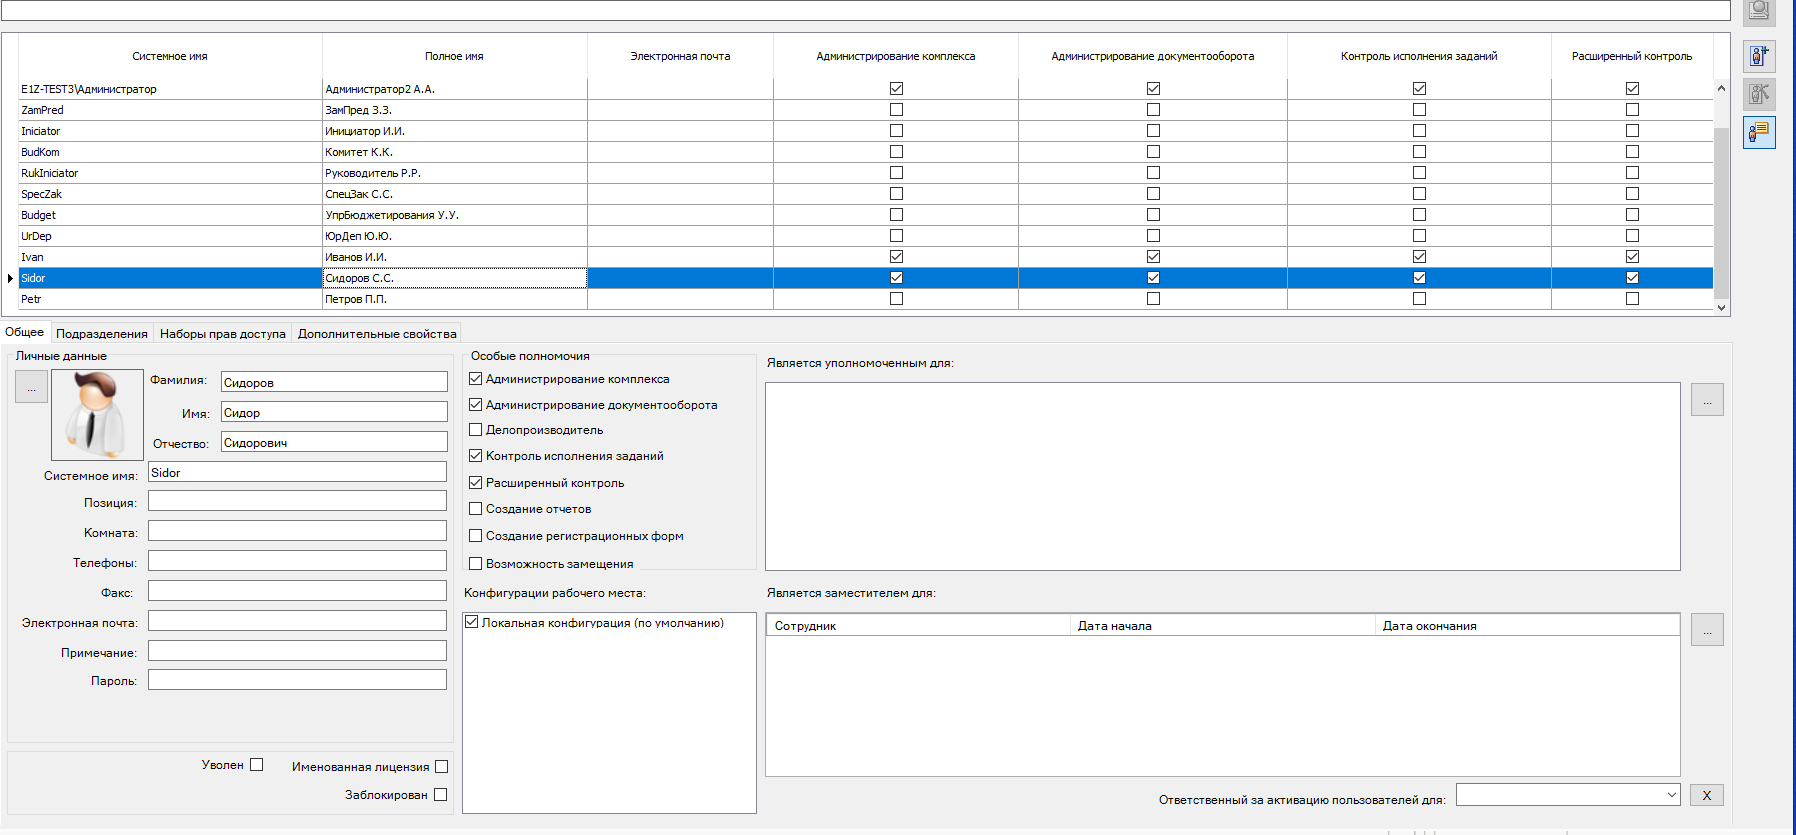 Системное имя Полное имя Электронная почта Администрирование комплекса Администрирование документооборота Контроль исполнения заданий Расширенный контроль
E1Z-TEST3\Администратор Администратор2 А.А.
ZamPred ЗамПред З.З.
Iniciator Инициатор И.И.
BudKom Комитет К.К.
RukIniciator Руководитель Р.Р.
SpecZak СпецЗак С.С.
Budget УпрБюджетирования У.У.
UrDep ЮрДеп Ю.Ю.
Ivan Иванов И.И.
Sidor Сидоров С.С.
Petr Петров П.П.
Общее Подразделения Наборы прав доступа Дополнительные свойства
Личные данные
...
Фамилия: Сидоров
Имя: Сидор
Отчество: Сидорович
Системное имя: Sidor
Позиция:
Комната:
Телефоны:
Факс:
Электронная почта:
Примечание:
Пароль:
Уволен Именованная лицензия
Заблокирован
Особые полномочия
Администрирование комплекса
Администрирование документооборота
Делопроизводитель
Контроль исполнения заданий
Расширенный контроль
Создание отчетов
Создание регистрационных форм
Возможность замещения
Конфигурации рабочего места:
Локальная конфигурация (по умолчанию)
Является уполномоченным для:
...
Является заместителем для:
Сотрудник Дата начала Дата окончания
...
Ответственный за активацию пользователей для: X